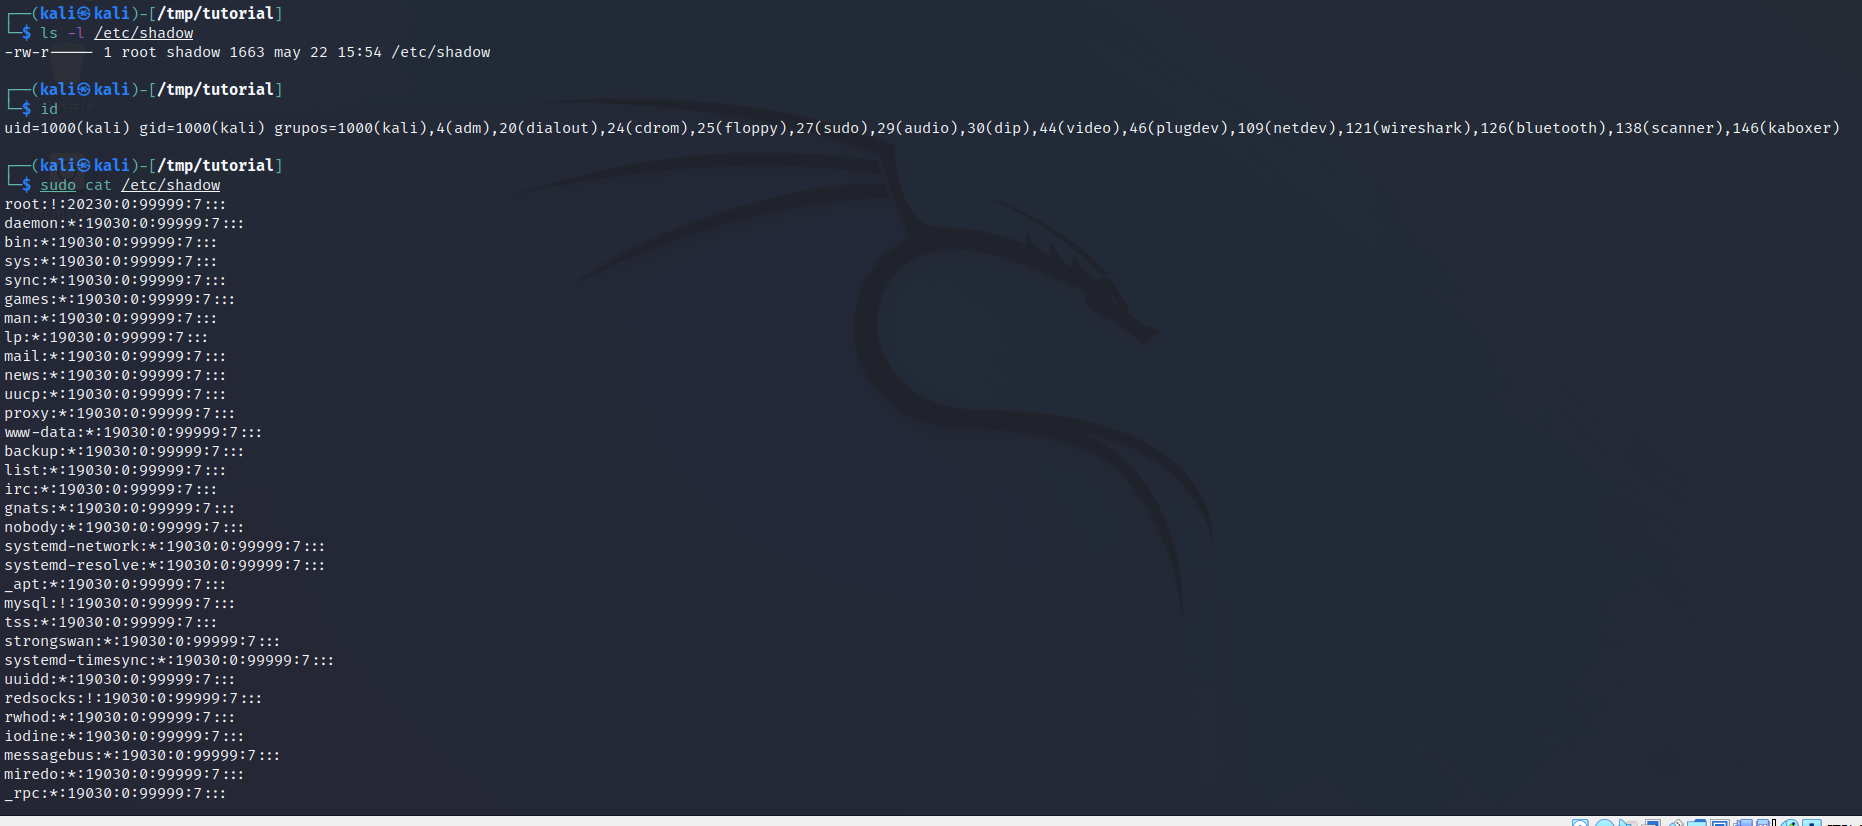 ┌──(kali㉿kali)-[/tmp/tutorial]
└─$ ls -l /etc/shadow
-rw-r----- 1 root shadow 1663 may 22 15:54 /etc/shadow
┌──(kali㉿kali)-[/tmp/tutorial]
└─$ id
uid=1000(kali) gid=1000(kali) grupos=1000(kali),4(adm),20(dialout),24(cdrom),25(floppy),27(sudo),29(audio),30(dip),44(video),46(plugdev),109(netdev),121(wireshark),126(bluetooth),138(scanner),146(kaboxer)
┌──(kali㉿kali)-[/tmp/tutorial]
└─$ sudo cat /etc/shadow
root:!:20230:0:99999:7:::
daemon:*:19030:0:99999:7:::
bin:*:19030:0:99999:7:::
sys:*:19030:0:99999:7:::
sync:*:19030:0:99999:7:::
games:*:19030:0:99999:7:::
man:*:19030:0:99999:7:::
lp:*:19030:0:99999:7:::
mail:*:19030:0:99999:7:::
news:*:19030:0:99999:7:::
uucp:*:19030:0:99999:7:::
proxy:*:19030:0:99999:7:::
www-data:*:19030:0:99999:7:::
backup:*:19030:0:99999:7:::
list:*:19030:0:99999:7:::
irc:*:19030:0:99999:7:::
gnats:*:19030:0:99999:7:::
nobody:*:19030:0:99999:7:::
systemd-network:*:19030:0:99999:7:::
systemd-resolve:*:19030:0:99999:7:::
_apt:*:19030:0:99999:7:::
mysql:!:19030:0:99999:7:::
tss:*:19030:0:99999:7:::
strongswan:*:19030:0:99999:7:::
systemd-timesync:*:19030:0:99999:7:::
uuidd:*:19030:0:99999:7:::
redsocks:!:19030:0:99999:7:::
rwhod:*:19030:0:99999:7:::
iodine:*:19030:0:99999:7:::
messagebus:*:19030:0:99999:7:::
miredo:*:19030:0:99999:7:::
_rpc:*:19030:0:99999:7:::